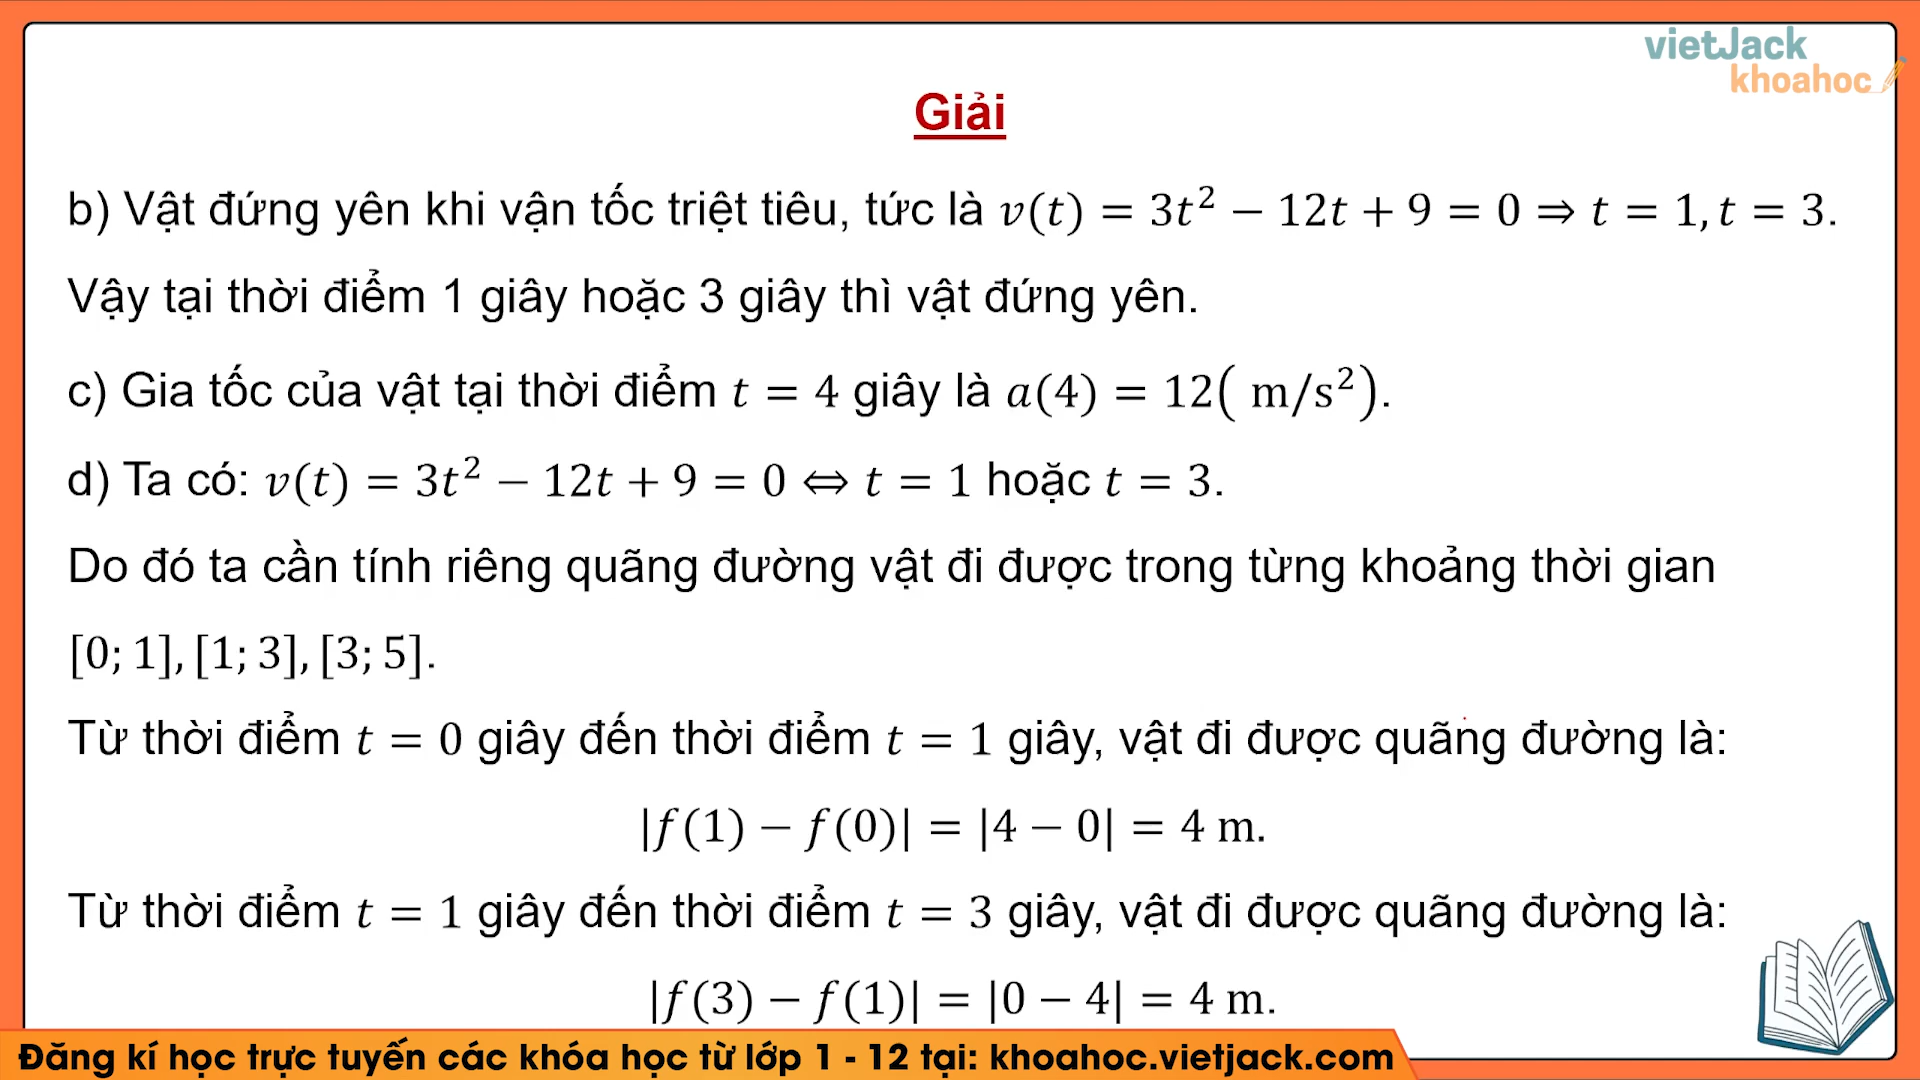 vietJack
khoahoc
Giải
b) Vật đứng yên khi vận tốc triệt tiêu, tức là v(t) = 3t² − 12t + 9 = 0 ⇒ t = 1, t = 3.
Vậy tại thời điểm 1 giây hoặc 3 giây thì vật đứng yên.
c) Gia tốc của vật tại thời điểm t = 4 giây là a(4) = 12( m/s²).
d) Ta có: v(t) = 3t² − 12t + 9 = 0 ⇔ t = 1 hoặc t = 3.
Do đó ta cần tính riêng quãng đường vật đi được trong từng khoảng thời gian
[0; 1], [1; 3], [3; 5].
Từ thời điểm t = 0 giây đến thời điểm t = 1 giây, vật đi được quãng đường là:
|f(1) − f(0)| = |4 − 0| = 4 m.
Từ thời điểm t = 1 giây đến thời điểm t = 3 giây, vật đi được quãng đường là:
|f(3) − f(1)| = |0 − 4| = 4 m.
Đăng kí học trực tuyến các khóa học từ lớp 1 - 12 tại: khoahoc.vietjack.com